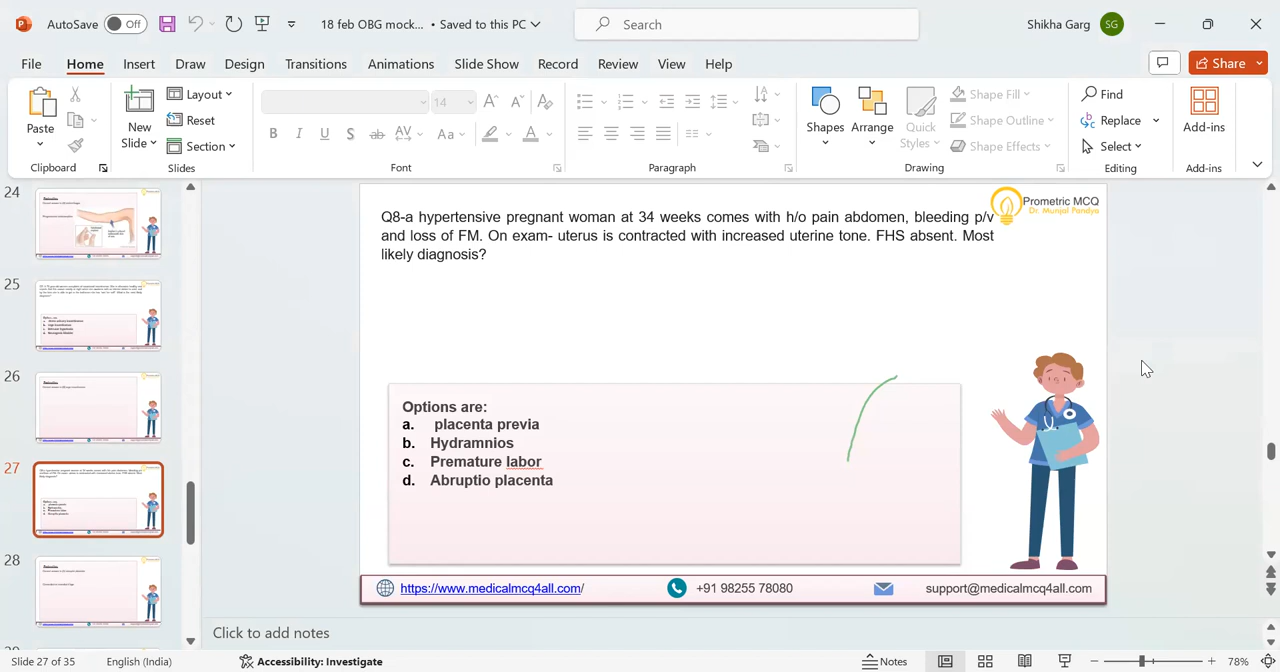 AutoSave Off 18 feb OBG mock... • Saved to this PC Search Shikha Garg SG
File Home Insert Draw Design Transitions Animations Slide Show Record Review View Help Share
Paste New Slide Layout Reset Section 14 Shapes Arrange Quick Styles Shape Fill Shape Outline Shape Effects Find Replace Select Add-ins
Clipboard Slides Font Paragraph Drawing Editing Add-ins
24
25
26
27
28
Prometric MCQ
Dr. Munjal Pandya
Q8-a hypertensive pregnant woman at 34 weeks comes with h/o pain abdomen, bleeding p/v
and loss of FM. On exam- uterus is contracted with increased uterine tone. FHS absent. Most
likely diagnosis?
Options are:
a. placenta previa
b. Hydramnios
c. Premature labor
d. Abruptio placenta
https://www.medicalmcq4all.com/ +91 98255 78080 support@medicalmcq4all.com
Click to add notes
Slide 27 of 35 English (India) Accessibility: Investigate Notes 78%